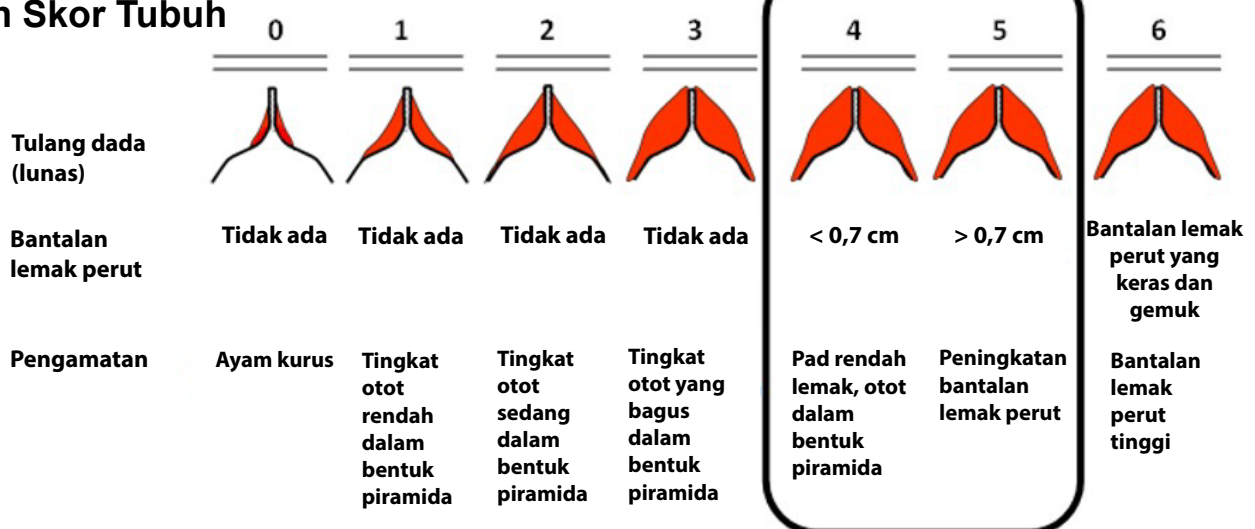 n Skor Tubuh
0 1 2 3 4 5 6
Tulang dada
(lunas)
Bantalan
lemak perut
Tidak ada
Tidak ada
Tidak ada
Tidak ada
< 0,7 cm
> 0,7 cm
Bantalan lemak
perut yang
keras dan
gemuk
Pengamatan
Ayam kurus
Tingkat
otot
rendah
dalam
bentuk
piramida
Tingkat
otot
sedang
dalam
bentuk
piramida
Tingkat
otot yang
bagus
dalam
bentuk
piramida
Pad rendah
lemak, otot
dalam
bentuk
piramida
Peningkatan
bantalan
lemak perut
Bantalan
lemak
perut
tinggi